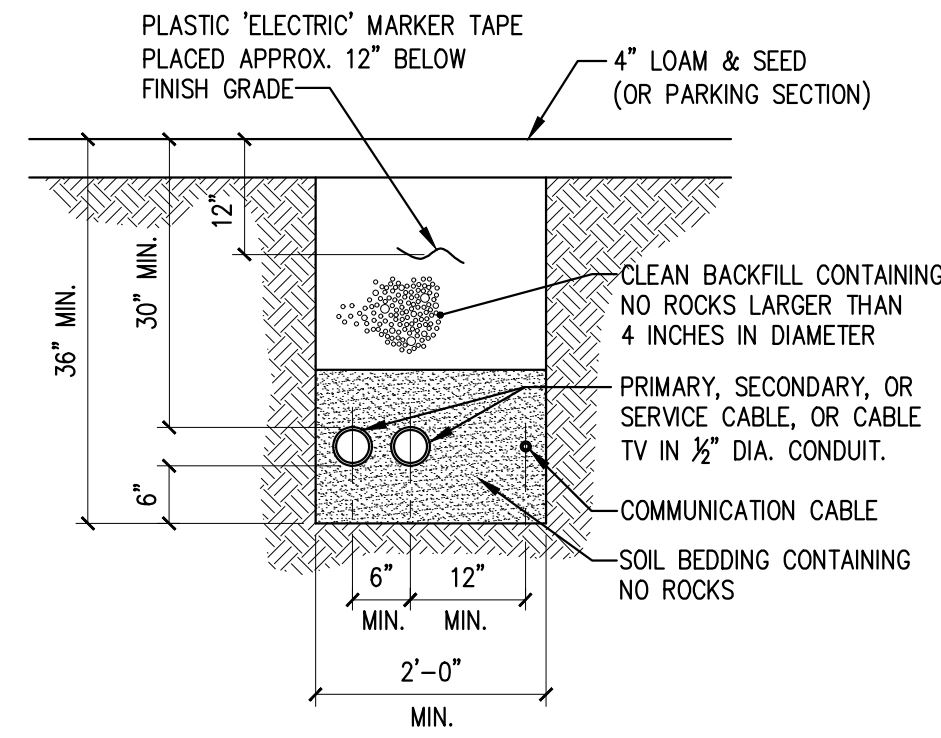 PLASTIC 'ELECTRIC' MARKER TAPE
PLACED APPROX. 12" BELOW
FINISH GRADE
4" LOAM & SEED
(OR PARKING SECTION)
12"
30" MIN.
36" MIN.
6"
CLEAN BACKFILL CONTAINING
NO ROCKS LARGER THAN
4 INCHES IN DIAMETER
PRIMARY, SECONDARY, OR
SERVICE CABLE, OR CABLE
TV IN ½" DIA. CONDUIT.
COMMUNICATION CABLE
SOIL BEDDING CONTAINING
NO ROCKS
6" 12"
MIN. MIN.
2'-0"
MIN.